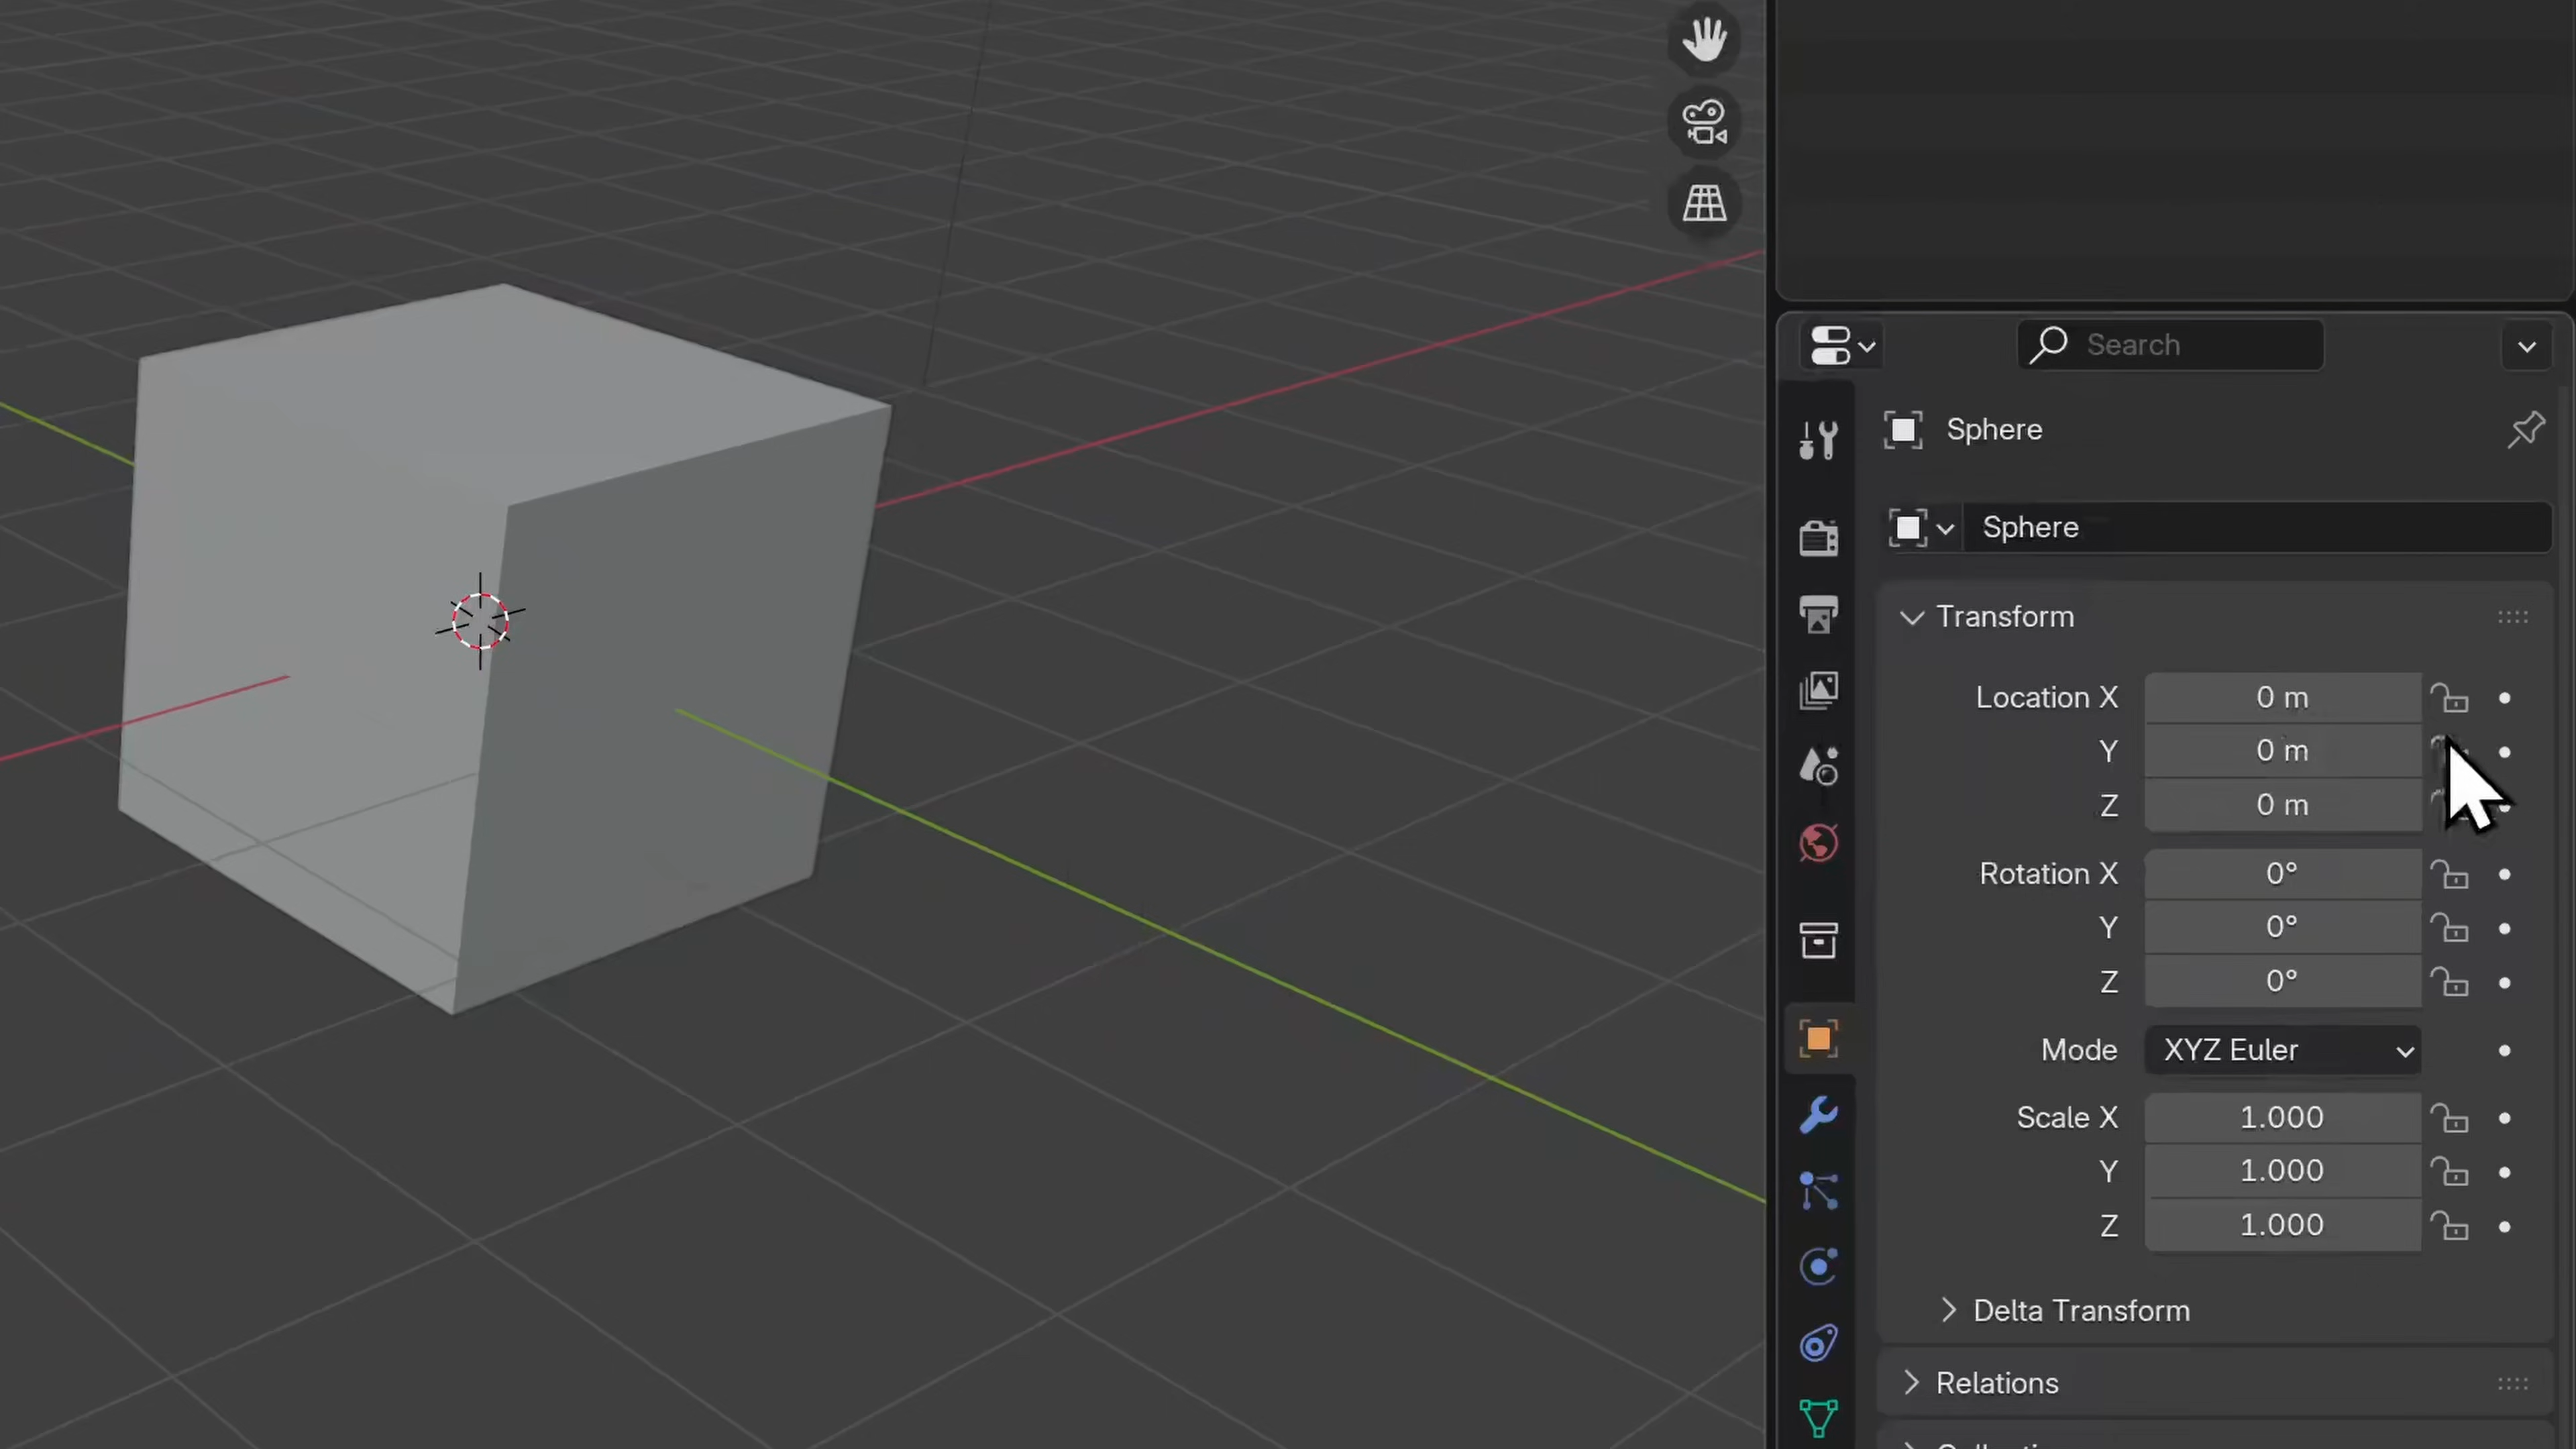 Search
Sphere
Sphere
Transform
Location X 0 m
Y 0 m
Z 0 m
Rotation X 0°
Y 0°
Z 0°
Mode XYZ Euler
Scale X 1.000
Y 1.000
Z 1.000
Delta Transform
Relations